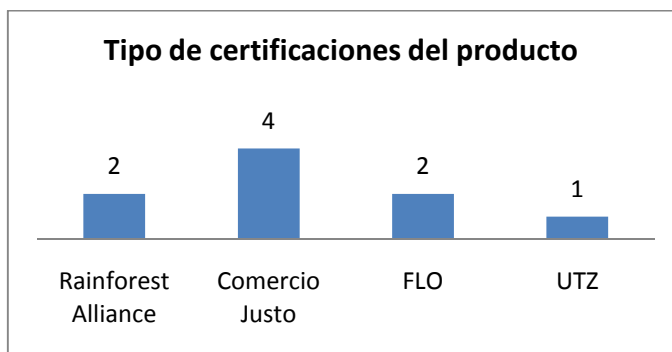 Tipo de certificaciones del producto
4
2
2
1
Rainforest
Alliance
Comercio
Justo
FLO
UTZ